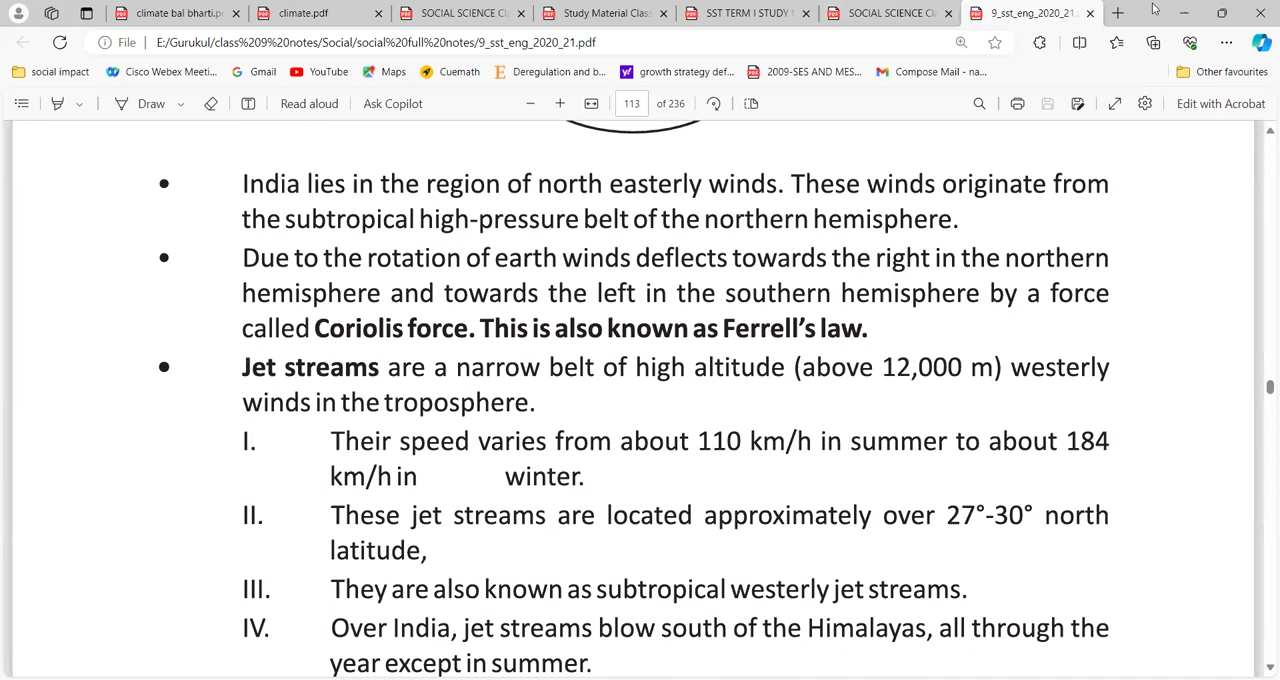 climate bal bharti.pc
climate.pdf
SOCIAL SCIENCE Cl
Study Material Class
SST TERM I STUDY M
SOCIAL SCIENCE Cl
9_sst_eng_2020_21.
File E:/Gurukul/class%209%20notes/Social/social%20full%20notes/9_sst_eng_2020_21.pdf
social impact Cisco Webex Meeti... Gmail YouTube Maps Cuemath Deregulation and b... growth strategy def... 2009-SES AND MES... Compose Mail - na... Other favourites
Draw Read aloud Ask Copilot 113 of 236 Edit with Acrobat
• India lies in the region of north easterly winds. These winds originate from
the subtropical high-pressure belt of the northern hemisphere.
• Due to the rotation of earth winds deflects towards the right in the northern
hemisphere and towards the left in the southern hemisphere by a force
called Coriolis force. This is also known as Ferrell’s law.
• Jet streams are a narrow belt of high altitude (above 12,000 m) westerly
winds in the troposphere.
I. Their speed varies from about 110 km/h in summer to about 184
km/h in winter.
II. These jet streams are located approximately over 27°-30° north
latitude,
III. They are also known as subtropical westerly jet streams.
IV. Over India, jet streams blow south of the Himalayas, all through the
year except in summer.